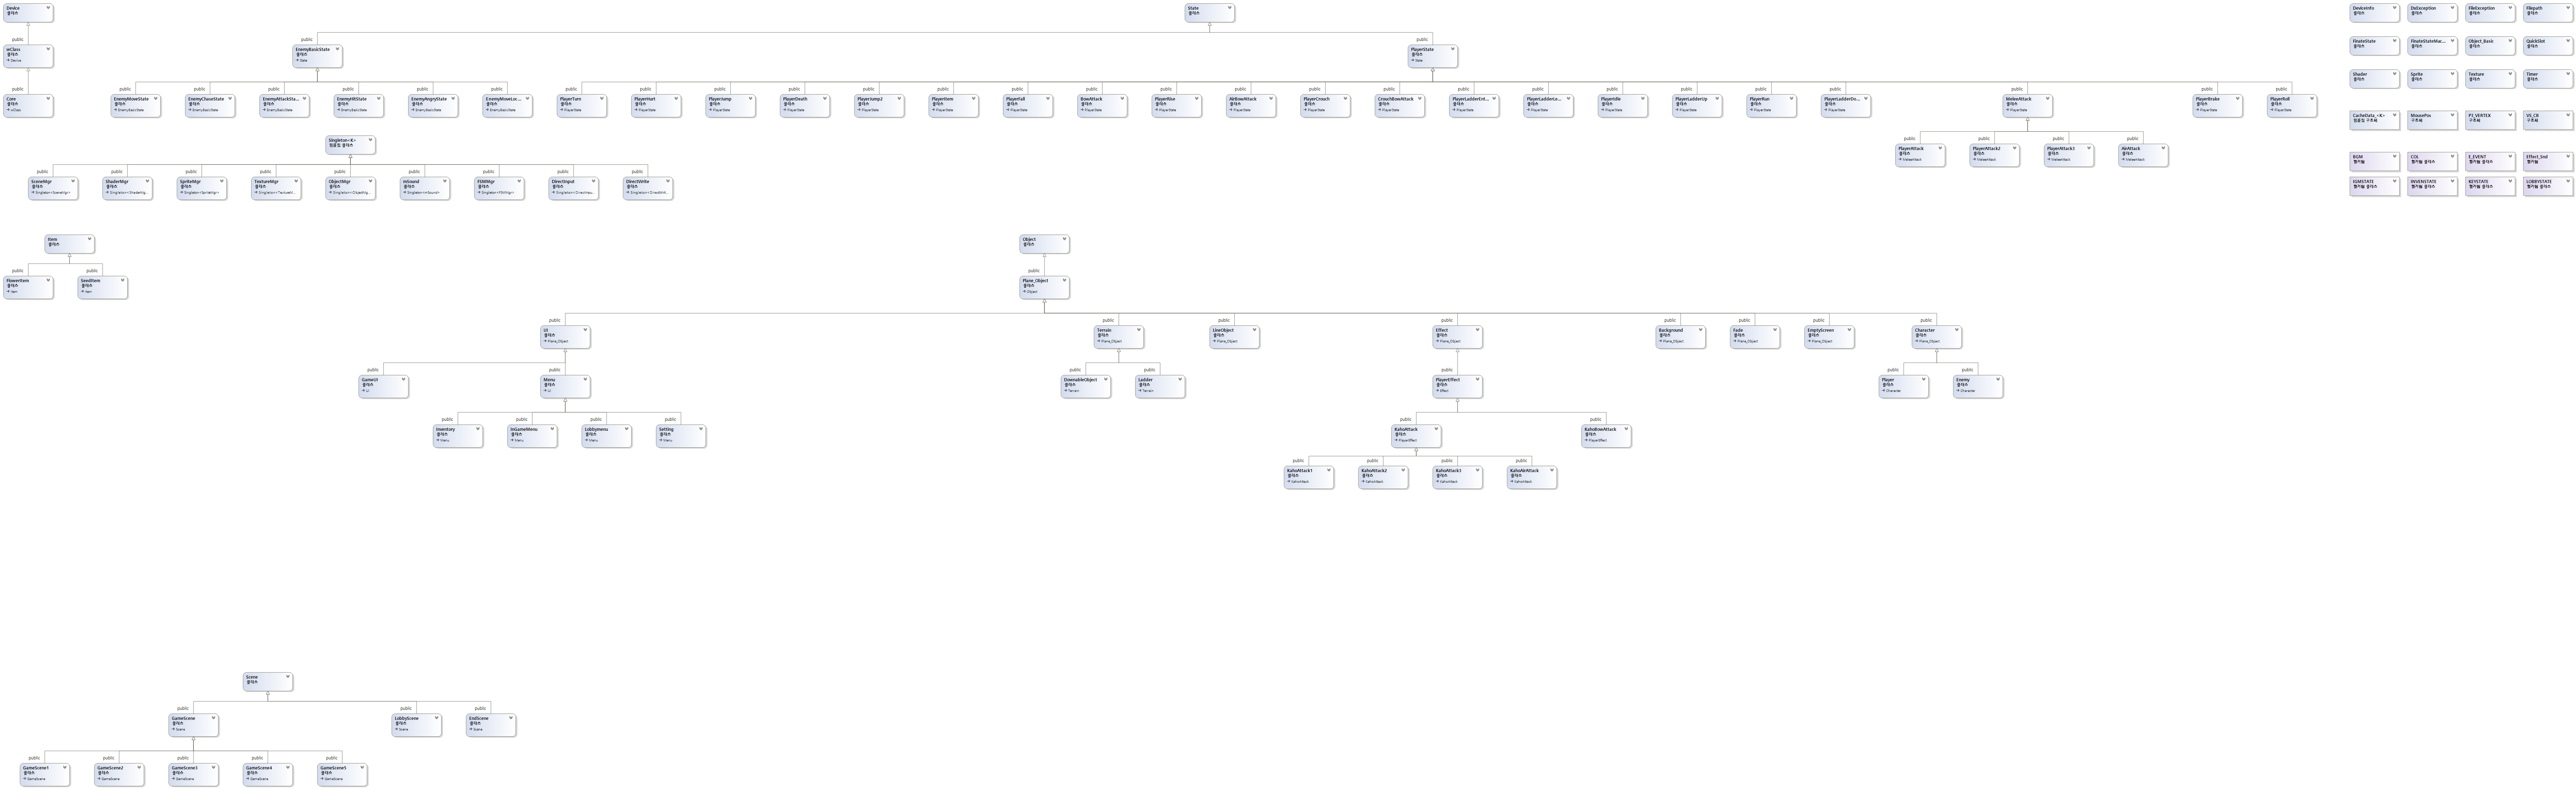 Device
클래스
State
클래스
DeviceInfo
클래스
DxException
클래스
FileException
클래스
Filepath
클래스
public
wClass
클래스
Device
public
EnemyBasicState
클래스
State
public
PlayerState
클래스
State
FinateState
클래스
FinateStateMac...
클래스
Object_Basic
클래스
QuickSlot
클래스
Shader
클래스
Sprite
클래스
Texture
클래스
Timer
클래스
public
Core
클래스
wClass
public
EnemyMoveState
클래스
EnemyBasicState
public
EnemyChaseState
클래스
EnemyBasicState
public
EnemyAttackSta...
클래스
EnemyBasicState
public
EnemyHitState
클래스
EnemyBasicState
public
EnemyAngryState
클래스
EnemyBasicState
public
EnemyMoveLoc...
클래스
EnemyBasicState
public
PlayerTurn
클래스
PlayerState
public
PlayerHurt
클래스
PlayerState
public
PlayerJump
클래스
PlayerState
public
PlayerDeath
클래스
PlayerState
public
PlayerJump2
클래스
PlayerState
public
PlayerItem
클래스
PlayerState
public
PlayerFall
클래스
PlayerState
public
BowAttack
클래스
PlayerState
public
PlayerRise
클래스
PlayerState
public
AirBowAttack
클래스
PlayerState
public
PlayerCrouch
클래스
PlayerState
public
CrouchBowAttack
클래스
PlayerState
public
PlayerLadderEnt...
클래스
PlayerState
public
PlayerLadderLe...
클래스
PlayerState
public
PlayerIdle
클래스
PlayerState
public
PlayerLadderUp
클래스
PlayerState
public
PlayerRun
클래스
PlayerState
public
PlayerLadderDo...
클래스
PlayerState
public
MeleeAttack
클래스
PlayerState
public
PlayerBrake
클래스
PlayerState
public
PlayerRoll
클래스
PlayerState
CacheData_<K>
템플릿 구조체
MousePos
구조체
P3_VERTEX
구조체
VS_CB
구조체
Singleton<K>
템플릿 클래스
public
PlayerAttack
클래스
MeleeAttack
public
PlayerAttack2
클래스
MeleeAttack
public
PlayerAttack3
클래스
MeleeAttack
public
AirAttack
클래스
MeleeAttack
BGM
열거형
COL
열거형 클래스
E_EVENT
열거형 클래스
Effect_Snd
열거형
public
SceneMgr
클래스
Singleton<SceneMgr>
public
ShaderMgr
클래스
Singleton<ShaderMg...
public
SpriteMgr
클래스
Singleton<SpriteMgr>
public
TextureMgr
클래스
Singleton<TextureM...
public
ObjectMgr
클래스
Singleton<ObjectMg...
public
mSound
클래스
Singleton<mSound>
public
FSMMgr
클래스
Singleton<FSMMgr>
public
DirectInput
클래스
Singleton<DirectInpu...
public
DirectWrite
클래스
Singleton<DirectWrit...
IGMSTATE
열거형 클래스
INVENSTATE
열거형 클래스
KEYSTATE
열거형 클래스
LOBBYSTATE
열거형 클래스
Item
클래스
Object
클래스
public
FlowerItem
클래스
Item
public
SeedItem
클래스
Item
public
Plane_Object
클래스
Object
public
UI
클래스
Plane_Object
public
Terrain
클래스
Plane_Object
public
LineObject
클래스
Plane_Object
public
Effect
클래스
Plane_Object
public
Background
클래스
Plane_Object
public
Fade
클래스
Plane_Object
public
EmptyScreen
클래스
Plane_Object
public
Character
클래스
Plane_Object
public
GameUI
클래스
UI
public
Menu
클래스
UI
public
DownableObject
클래스
Terrain
public
Ladder
클래스
Terrain
public
PlayerEffect
클래스
Effect
public
Player
클래스
Character
public
Enemy
클래스
Character
public
Inventory
클래스
Menu
public
InGameMenu
클래스
Menu
public
Lobbymenu
클래스
Menu
public
Setting
클래스
Menu
public
KahoAttack
클래스
PlayerEffect
public
KahoBowAttack
클래스
PlayerEffect
public
KahoAttack1
클래스
KahoAttack
public
KahoAttack2
클래스
KahoAttack
public
KahoAttack3
클래스
KahoAttack
public
KahoAirAttack
클래스
KahoAttack
Scene
클래스
public
GameScene
클래스
Scene
public
LobbyScene
클래스
Scene
public
EndScene
클래스
Scene
public
GameScene1
클래스
GameScene
public
GameScene2
클래스
GameScene
public
GameScene3
클래스
GameScene
public
GameScene4
클래스
GameScene
public
GameScene5
클래스
GameScene